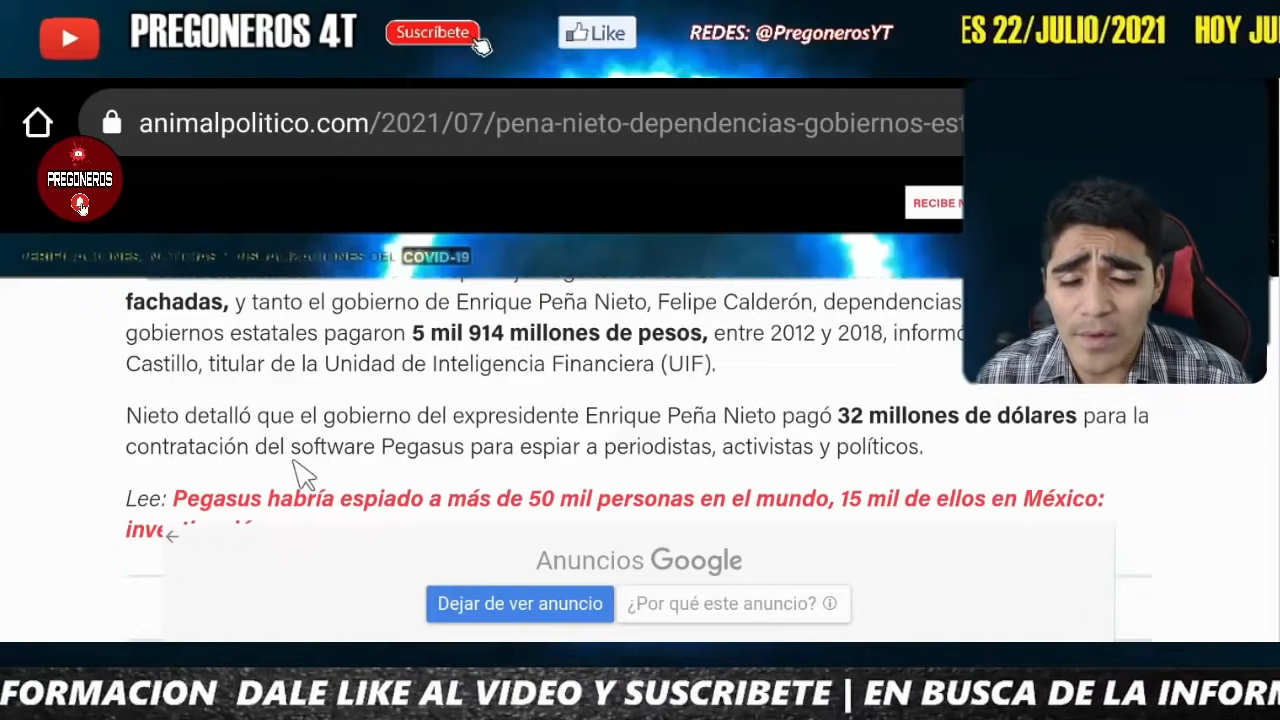 PREGONEROS 4T
Suscríbete
Like
REDES: @PregonerosYT
ES 22/JULIO/2021 HOY JU
animalpolitico.com/2021/07/pena-nieto-dependencias-gobiernos-est
PREGONEROS
RECIBE N
VERIFICACIONES, NOTICIAS Y VISUALIZACIONES DEL COVID-19
fachadas, y tanto el gobierno de Enrique Peña Nieto, Felipe Calderón, dependencias
gobiernos estatales pagaron 5 mil 914 millones de pesos, entre 2012 y 2018, informó
Castillo, titular de la Unidad de Inteligencia Financiera (UIF).
Nieto detalló que el gobierno del expresidente Enrique Peña Nieto pagó 32 millones de dólares para la
contratación del software Pegasus para espiar a periodistas, activistas y políticos.
Lee: Pegasus habría espiado a más de 50 mil personas en el mundo, 15 mil de ellos en México:
Anuncios Google
Dejar de ver anuncio
¿Por qué este anuncio?
FORMACION DALE LIKE AL VIDEO Y SUSCRIBETE | EN BUSCA DE LA INFORM